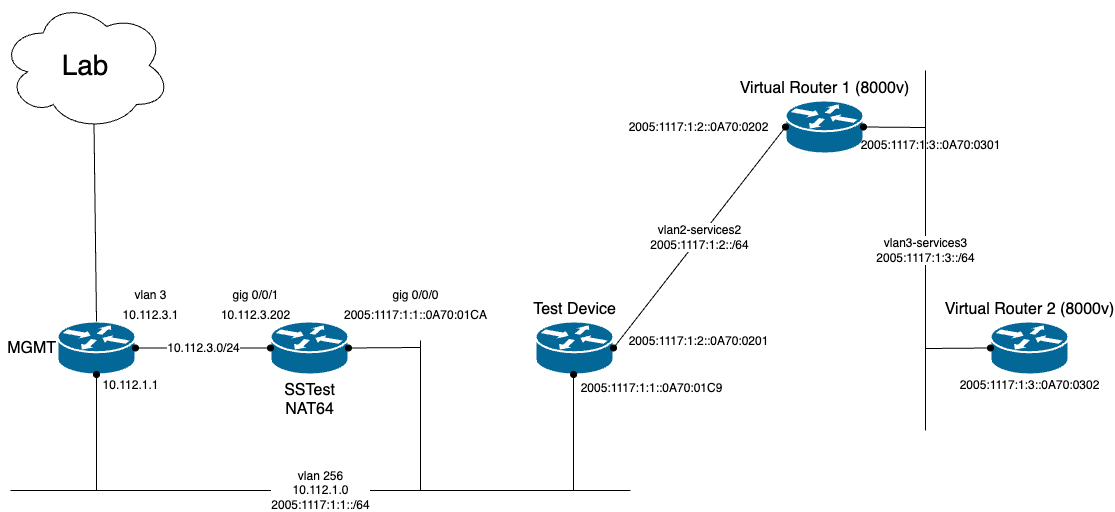 Lab
Virtual Router 1 (8000v)
2005:1117:1:2::0A70:0202
2005:1117:1:3::0A70:0301
vlan2-services2
2005:1117:1:2::/64
vlan3-services3
2005:1117:1:3::/64
vlan 3
10.112.3.1
gig 0/0/1
10.112.3.202
gig 0/0/0
2005:1117:1:1::0A70:01CA
Test Device
Virtual Router 2 (8000v)
MGMT
10.112.3.0/24
2005:1117:1:2::0A70:0201
10.112.1.1
SSTest
NAT64
2005:1117:1:1::0A70:01C9
2005:1117:1:3::0A70:0302
vlan 256
10.112.1.0
2005:1117:1:1::/64